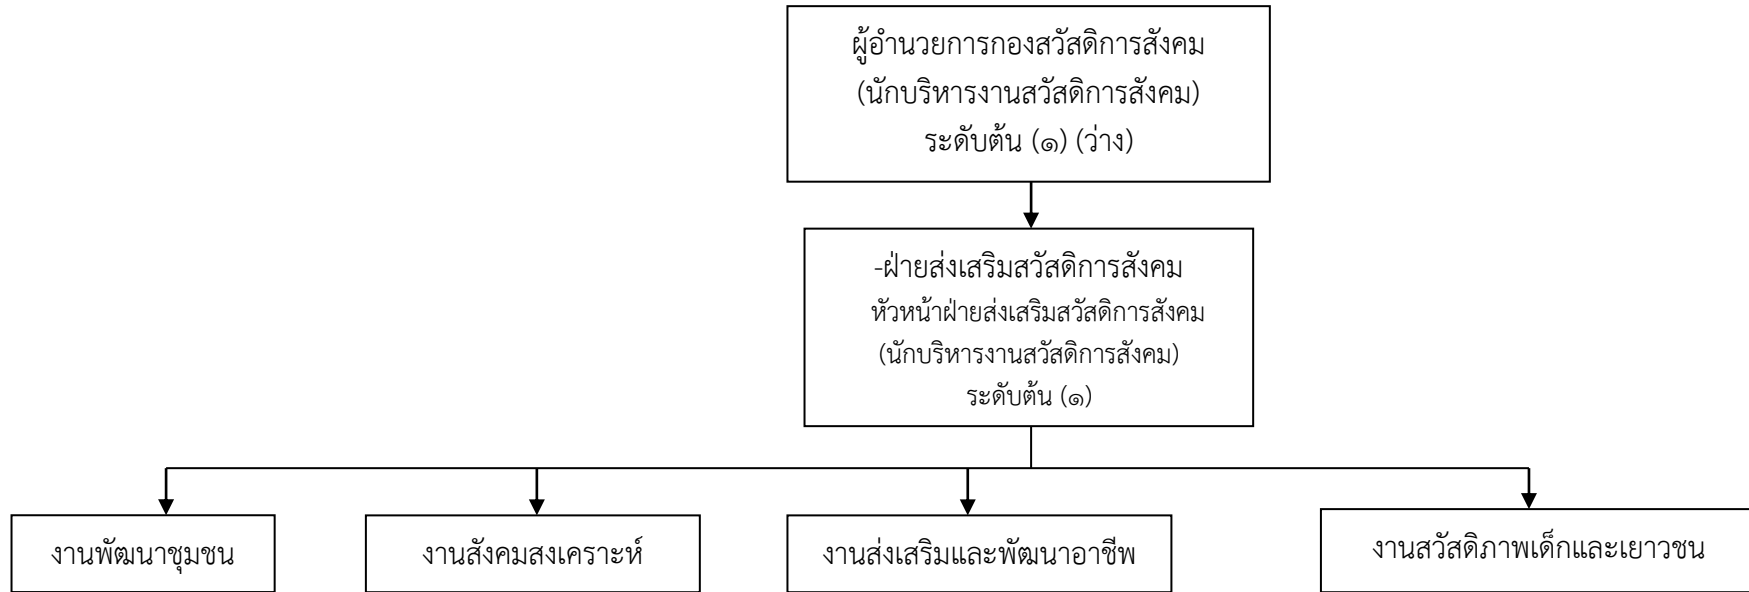 ผู้อำนวยการกองสวัสดิการสังคม
(นักบริหารงานสวัสดิการสังคม)
ระดับต้น (๑) (ว่าง)
-ฝ่ายส่งเสริมสวัสดิการสังคม
หัวหน้าฝ่ายส่งเสริมสวัสดิการสังคม
(นักบริหารงานสวัสดิการสังคม)
ระดับต้น (๑)
งานพัฒนาชุมชน
งานสังคมสงเคราะห์
งานส่งเสริมและพัฒนาอาชีพ
งานสวัสดิภาพเด็กและเยาวชน